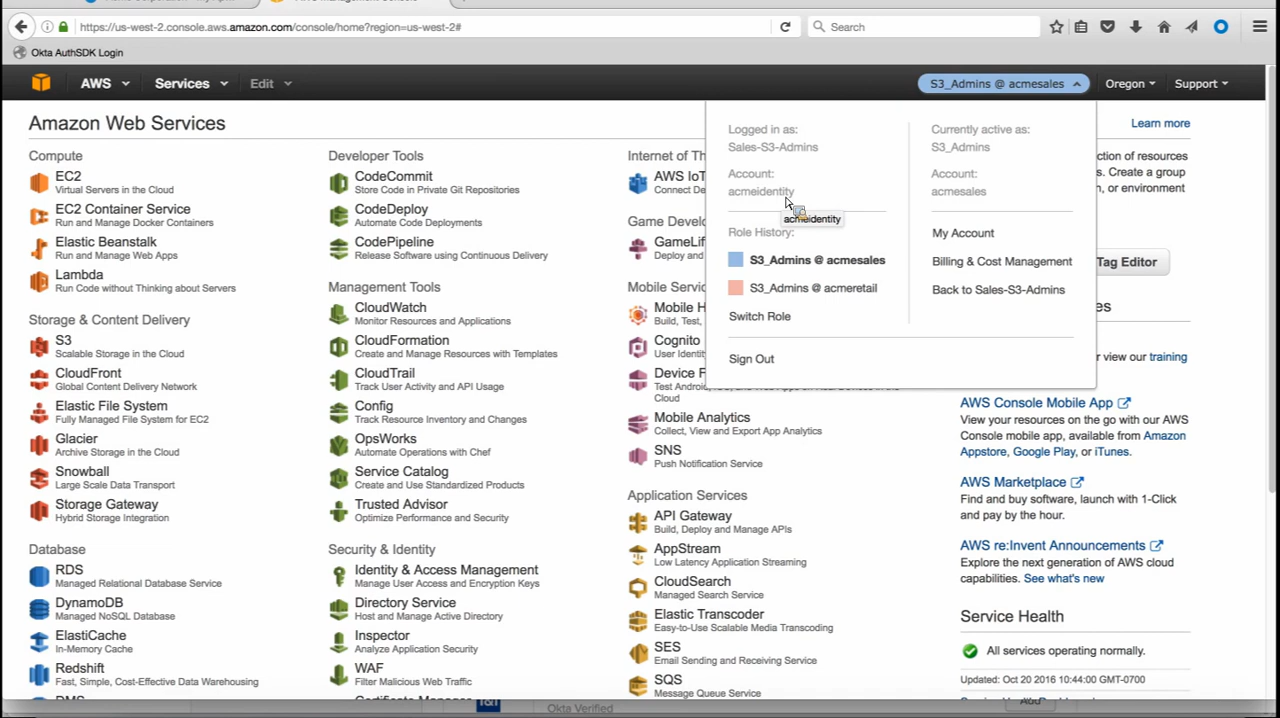 https://us-west-2.console.aws.amazon.com/console/home?region=us-west-2#
Search
Okta AuthSDK Login
AWS
Services
Edit
S3_Admins @ acmesales
Oregon
Support
Amazon Web Services
Learn more
Compute
EC2
Virtual Servers in the Cloud
EC2 Container Service
Run and Manage Docker Containers
Elastic Beanstalk
Run and Manage Web Apps
Lambda
Run Code without Thinking about Servers
Storage & Content Delivery
S3
Scalable Storage in the Cloud
CloudFront
Global Content Delivery Network
Elastic File System
Fully Managed File System for EC2
Glacier
Archive Storage in the Cloud
Snowball
Large Scale Data Transport
Storage Gateway
Hybrid Storage Integration
Database
RDS
Managed Relational Database Service
DynamoDB
Managed NoSQL Database
ElastiCache
In-Memory Cache
Redshift
Fast, Simple, Cost-Effective Data Warehousing
Developer Tools
CodeCommit
Store Code in Private Git Repositories
CodeDeploy
Automate Code Deployments
CodePipeline
Release Software using Continuous Delivery
Management Tools
CloudWatch
Monitor Resources and Applications
CloudFormation
Create and Manage Resources with Templates
CloudTrail
Track User Activity and API Usage
Config
Track Resource Inventory and Changes
OpsWorks
Automate Operations with Chef
Service Catalog
Create and Use Standardized Products
Trusted Advisor
Optimize Performance and Security
Security & Identity
Identity & Access Management
Manage User Access and Encryption Keys
Directory Service
Host and Manage Active Directory
Inspector
Analyze Application Security
WAF
Filter Malicious Web Traffic
Internet of Th
AWS IoT
Connect De
Game Devel
GameLif
Deploy and
Mobile Servic
Mobile H
Build, Test,
Cognito
User Identity
Device F
Test Android,
Cloud
Mobile Analytics
Collect, View and Export App Analytics
SNS
Push Notification Service
Application Services
API Gateway
Build, Deploy and Manage APIs
AppStream
Low Latency Application Streaming
CloudSearch
Managed Search Service
Elastic Transcoder
Easy-to-Use Scalable Media Transcoding
SES
Email Sending and Receiving Service
SQS
Message Queue Service
Logged in as:
Sales-S3-Admins
Account:
acmeidentity
acmeidentity
Role History:
S3_Admins @ acmesales
S3_Admins @ acmeretail
Switch Role
Sign Out
Currently active as:
S3_Admins
Account:
acmesales
My Account
Billing & Cost Management
Back to Sales-S3-Admins
ction of resources
. Create a group
n, or environment
Tag Editor
es
r view our training
AWS Console Mobile App
View your resources on the go with our AWS
Console mobile app, available from Amazon
Appstore, Google Play, or iTunes.
AWS Marketplace
Find and buy software, launch with 1-Click
and pay by the hour.
AWS re:Invent Announcements
Explore the next generation of AWS cloud
capabilities. See what's new
Service Health
All services operating normally.
Updated: Oct 20 2016 10:44:00 GMT-0700
Okta Verified